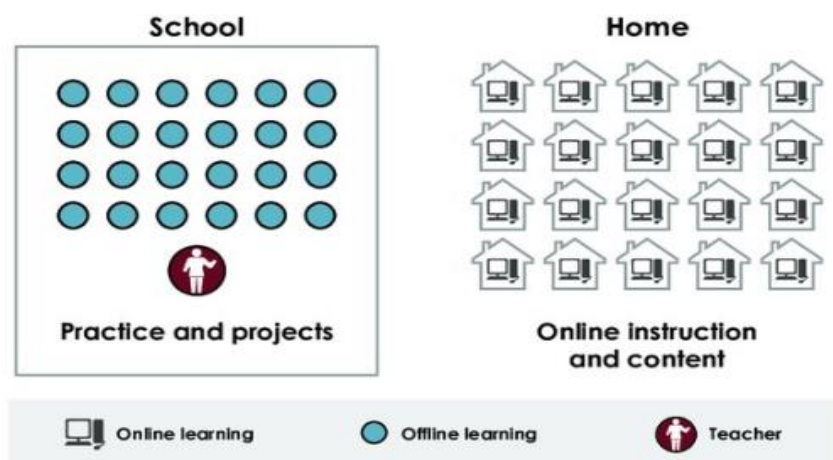 School
Home
Practice and projects
Online instruction
and content
Online learning
Offline learning
Teacher